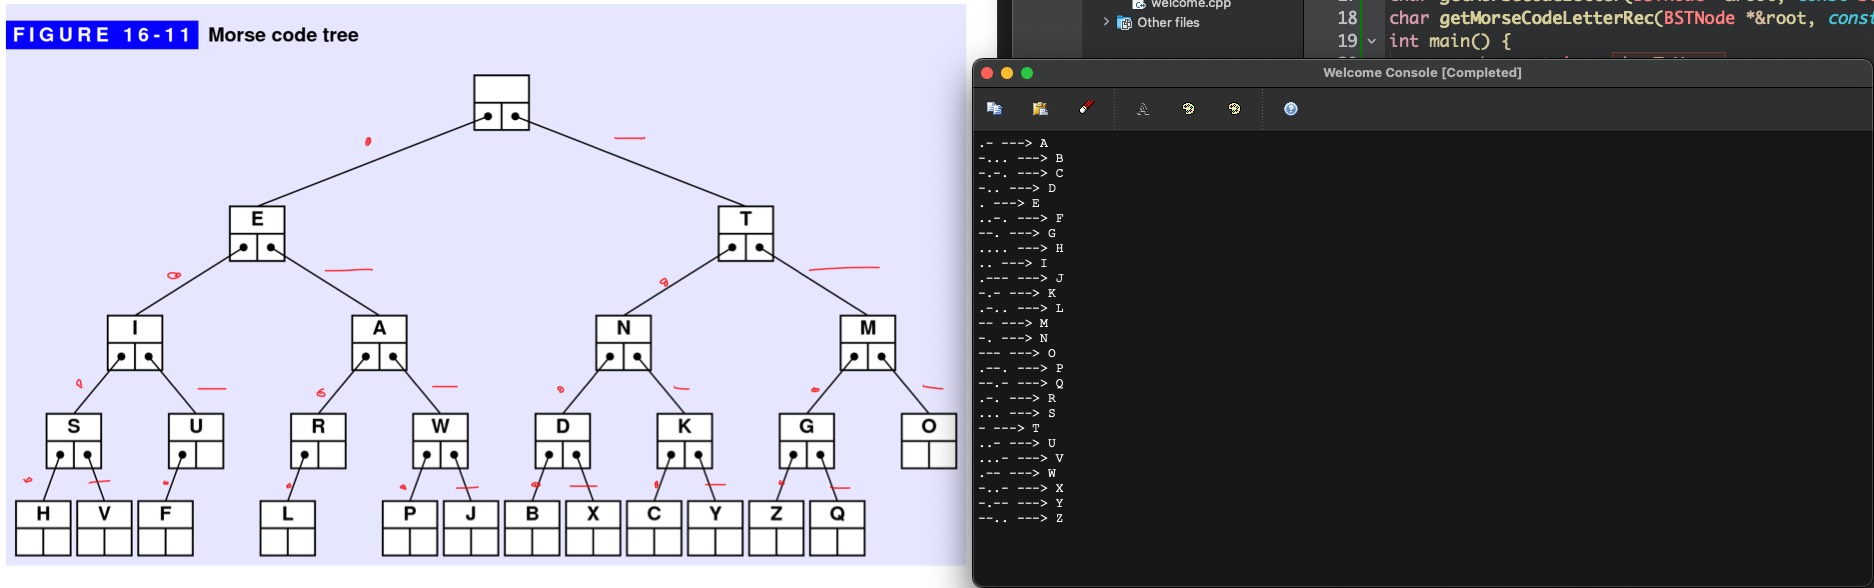 FIGURE 16-11 Morse code tree
E T
I A N M
S U R W D K G O
H V F L P J B X C Y Z Q
welcome.cpp
Other files
18 char getMorseCodeLetterRec(BSTNode *&root, const
19 int main() {
Welcome Console [Completed]
.- ---> A
-... ---> B
-.-. ---> C
-.. ---> D
. ---> E
..-. ---> F
--. ---> G
.... ---> H
.. ---> I
.--- ---> J
-.- ---> K
.-.. ---> L
-- ---> M
-. ---> N
--- ---> O
.--. ---> P
--.- ---> Q
.-. ---> R
... ---> S
- ---> T
..- ---> U
...- ---> V
.-- ---> W
-..- ---> X
-.-- ---> Y
--.. ---> Z